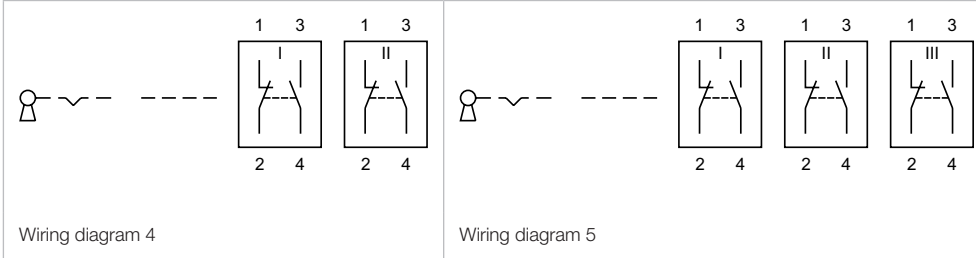 1 3 1 3
I II
2 4 2 4
Wiring diagram 4
1 3 1 3 1 3
I II III
2 4 2 4 2 4
Wiring diagram 5